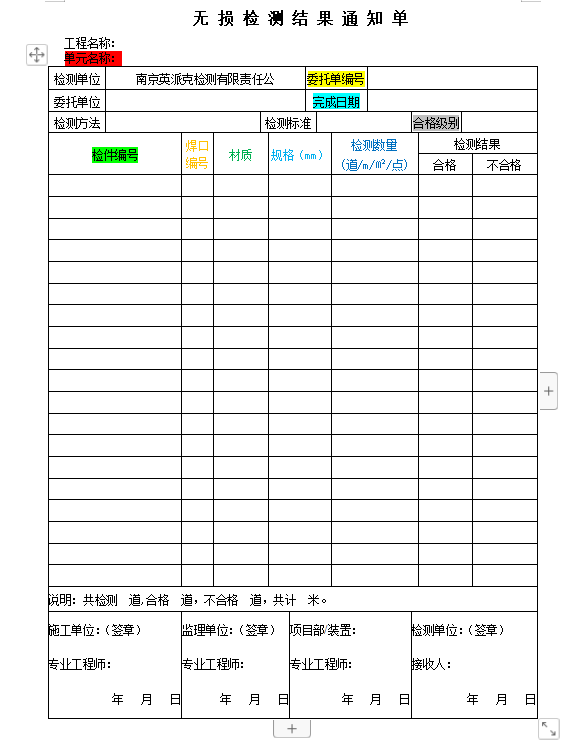 无损检测结果通知单
工程名称：
单元名称：
检测单位 南京英派克检测有限责任公 委托单编号
委托单位 完成日期
检测方法 检测标准 合格级别
检件编号 焊口编号 材质 规格（mm） 检测数量（道/m/㎡/点） 检测结果
合格 不合格
说明：共检测 道,合格 道，不合格 道，共计 米。
施工单位：（签章） 监理单位：（签章） 项目部/装置： 检测单位：（签章）
专业工程师： 专业工程师： 专业工程师： 接收人：
年 月 日 年 月 日 年 月 日 年 月 日